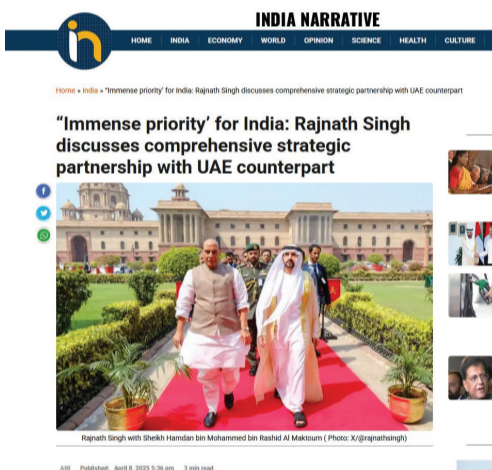 INDIA NARRATIVE
in
HOME INDIA ECONOMY WORLD OPINION SCIENCE HEALTH CULTURE
Home » India » "Immense priority' for India: Rajnath Singh discusses comprehensive strategic partnership with UAE counterpart
“Immense priority’ for India: Rajnath Singh
discusses comprehensive strategic
partnership with UAE counterpart
Rajnath Singh with Sheikh Hamdan bin Mohammed bin Rashid Al Maktoum ( Photo: X/@rajnathsingh)
ANI Published: April 8, 2025 5:36 pm 3 min read